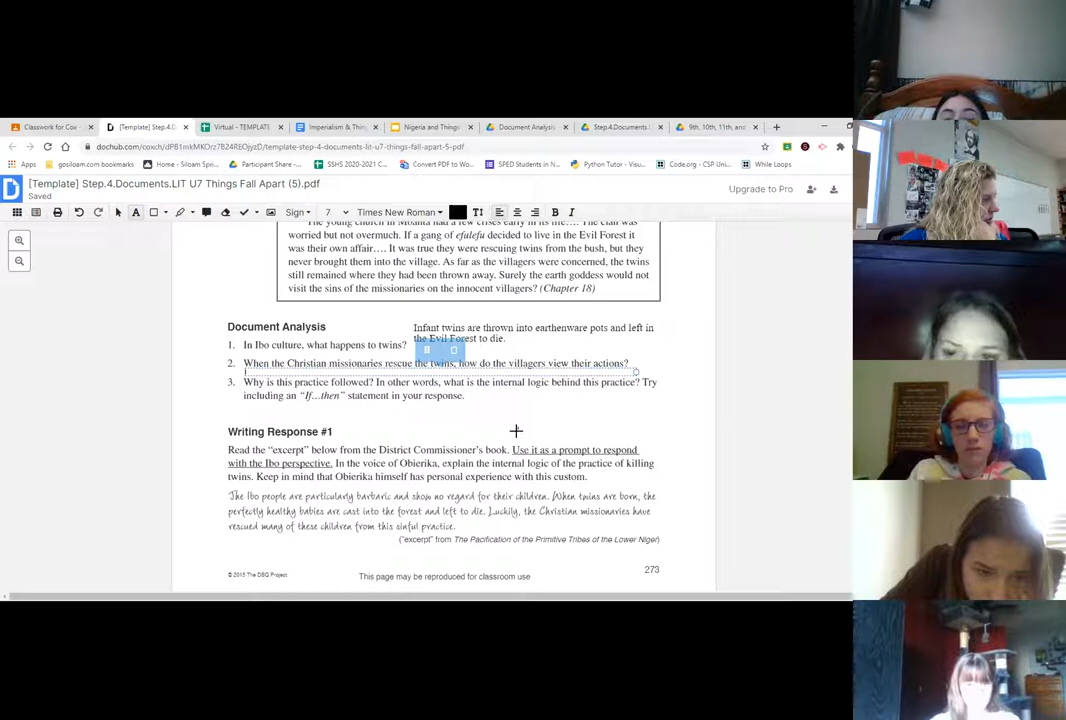 Classwork for Cox -
[Template] Step.4.D
Virtual - TEMPLATE
Imperialism & Thing
Nigeria and Things
Document Analysis
Step.4.Documents.L
9th, 10th, 11th, and
dochub.com/coxch/dPB1mkMKOrz7B24REOjyzD/template-step-4-documents-lit-u7-things-fall-apart-5-pdf
Apps
gosiloam.com bookmarks
Home - Siloam Spri...
Participant Share -...
SSHS 2020-2021 C...
Convert PDF to Wo...
SPED Students in N...
Python Tutor - Visu...
Code.org - CSP Uni...
While Loops
[Template] Step.4.Documents.LIT U7 Things Fall Apart (5).pdf
Saved
Upgrade to Pro
Sign
7
Times New Roman
B
I
The young church in Mbanta had a few crises early in its life.... The clan was
worried but not overmuch. If a gang of efulefu decided to live in the Evil Forest it
was their own affair.... It was true they were rescuing twins from the bush, but they
never brought them into the village. As far as the villagers were concerned, the twins
still remained where they had been thrown away. Surely the earth goddess would not
visit the sins of the missionaries on the innocent villagers? (Chapter 18)
Document Analysis
Infant twins are thrown into earthenware pots and left in
the Evil Forest to die.
1. In Ibo culture, what happens to twins?
2. When the Christian missionaries rescue the twins, how do the villagers view their actions?
3. Why is this practice followed? In other words, what is the internal logic behind this practice? Try
including an "If...then" statement in your response.
Writing Response #1
Read the "excerpt" below from the District Commissioner's book. Use it as a prompt to respond
with the Ibo perspective. In the voice of Obierika, explain the internal logic of the practice of killing
twins. Keep in mind that Obierika himself has personal experience with this custom.
The Ibo people are particularly barbaric and show no regard for their children. When twins are born, the
perfectly healthy babies are cast into the forest and left to die. Luckily, the Christian missionaries have
rescued many of these children from this sinful practice.
("excerpt" from The Pacification of the Primitive Tribes of the Lower Niger)
273
© 2015 The DBQ Project
This page may be reproduced for classroom use